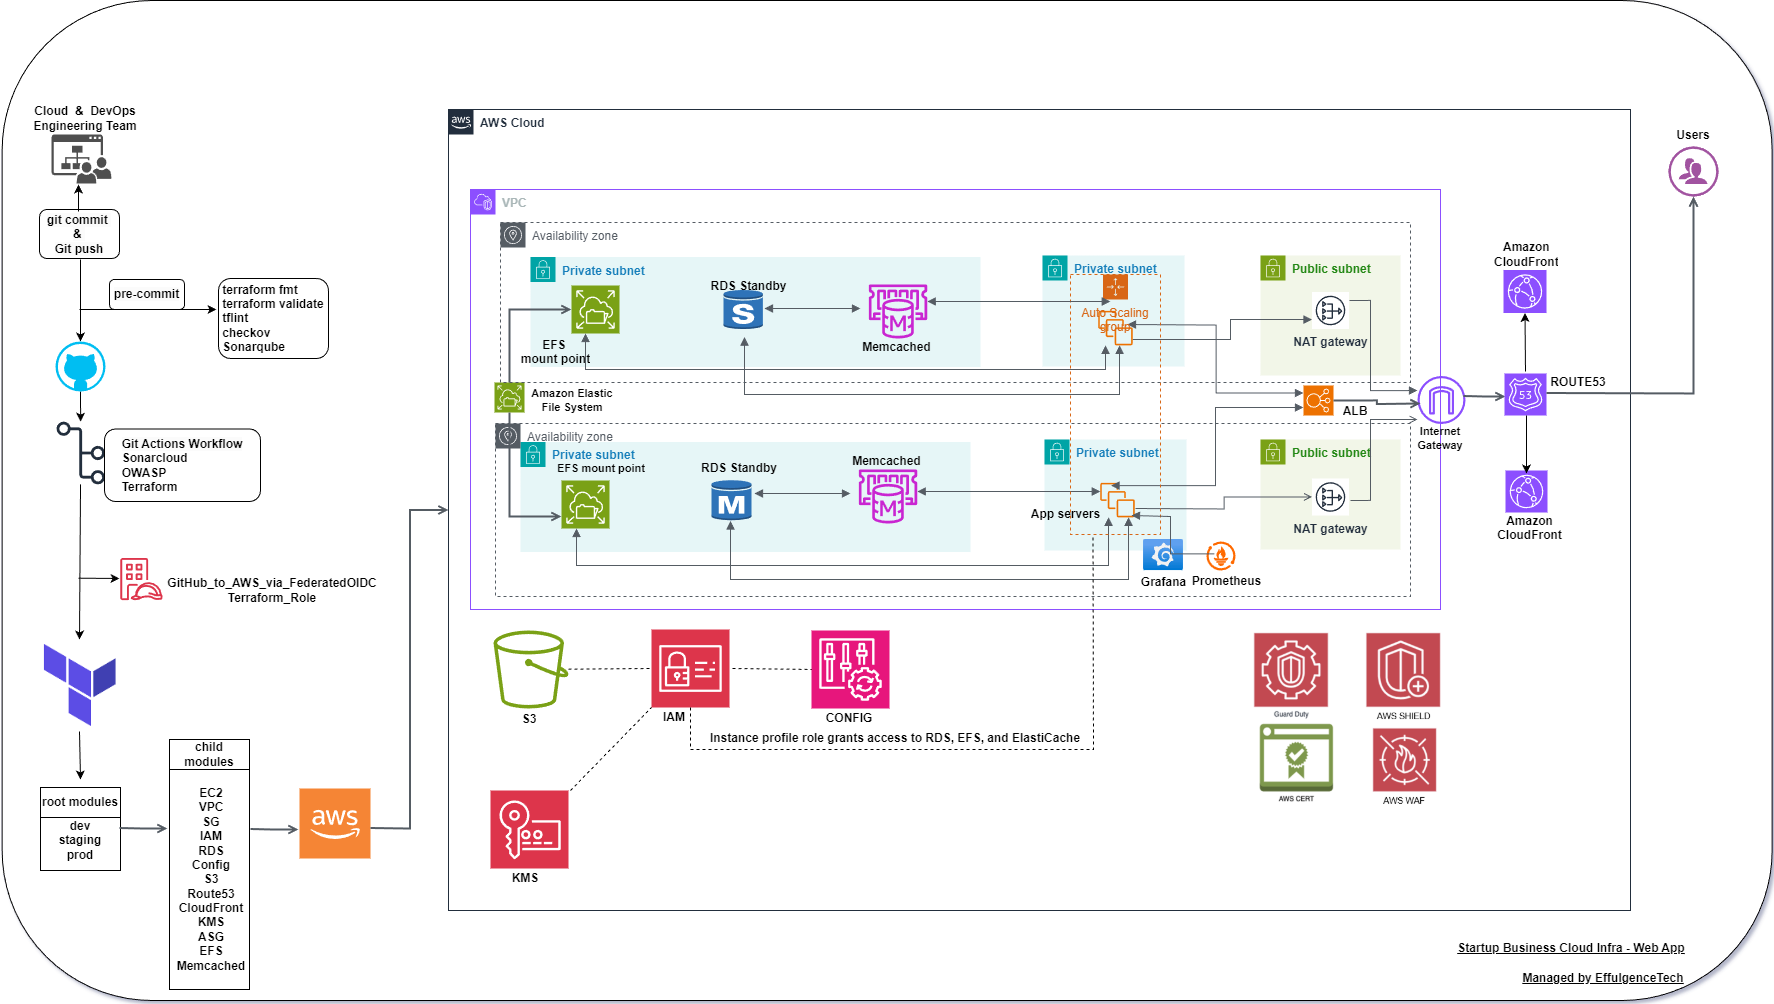 Cloud & DevOps
Engineering Team
git commit
&
Git push
pre-commit
terraform fmt
terraform validate
tflint
checkov
Sonarqube
Git Actions Workflow
Sonarcloud
OWASP
Terraform
GitHub_to_AWS_via_FederatedOIDC
Terraform_Role
root modules
dev
staging
prod
child
modules
EC2
VPC
SG
IAM
RDS
Config
S3
Route53
CloudFront
KMS
ASG
EFS
Memcached
aws
aws
AWS Cloud
VPC
Availability zone
Private subnet
EFS
mount point
RDS Standby
S
M
Memcached
Private subnet
Auto Scaling
group
Public subnet
NAT gateway
Amazon Elastic
File System
ALB
Internet
Gateway
Availability zone
Private subnet
EFS mount point
RDS Standby
M
Memcached
M
Private subnet
App servers
Public subnet
NAT gateway
Grafana
Prometheus
S3
IAM
CONFIG
Instance profile role grants access to RDS, EFS, and ElastiCache
KMS
Guard Duty
AWS SHIELD
AWS CERT
AWS WAF
Users
Amazon
CloudFront
ROUTE53
53
Amazon
CloudFront
Startup Business Cloud Infra - Web App
Managed by EffulgenceTech